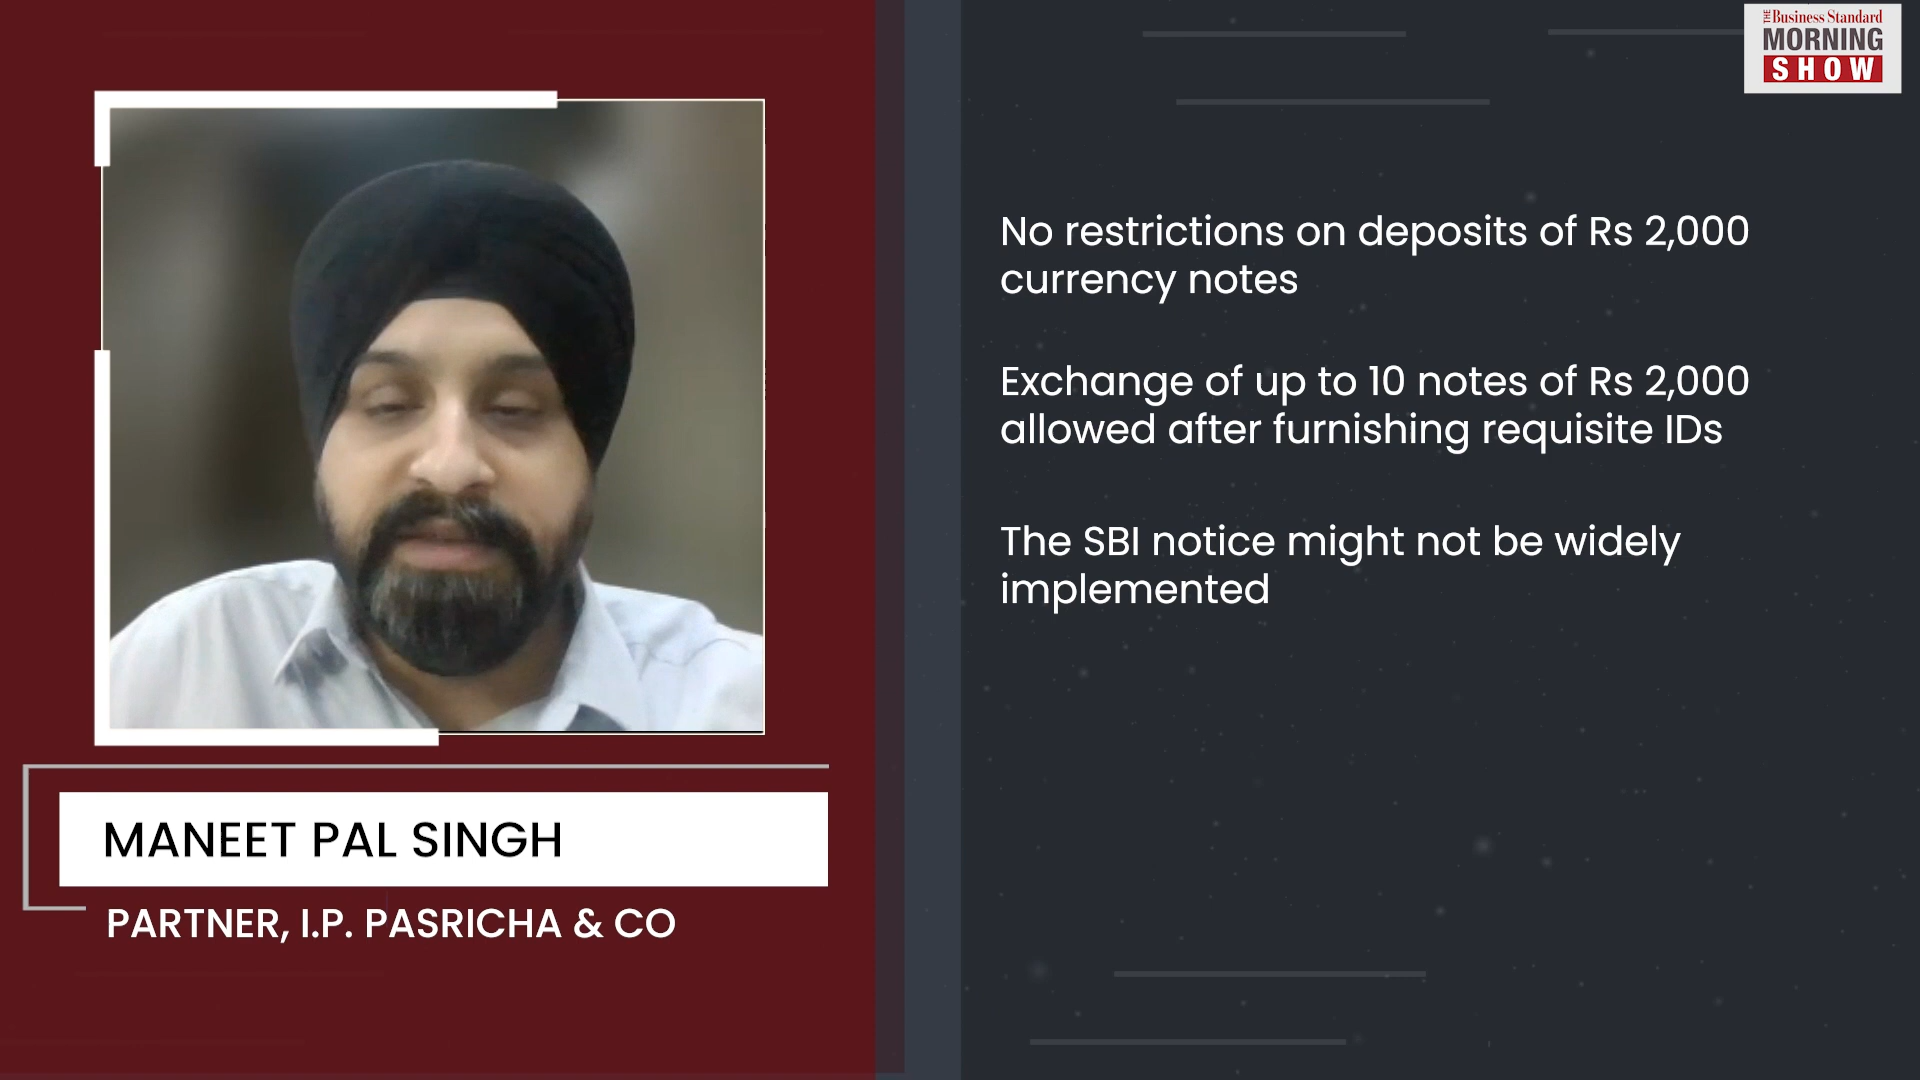 THE Business Standard
MORNING
SHOW
No restrictions on deposits of Rs 2,000
currency notes
Exchange of up to 10 notes of Rs 2,000
allowed after furnishing requisite IDs
The SBI notice might not be widely
implemented
MANEET PAL SINGH
PARTNER, I.P. PASRICHA & CO